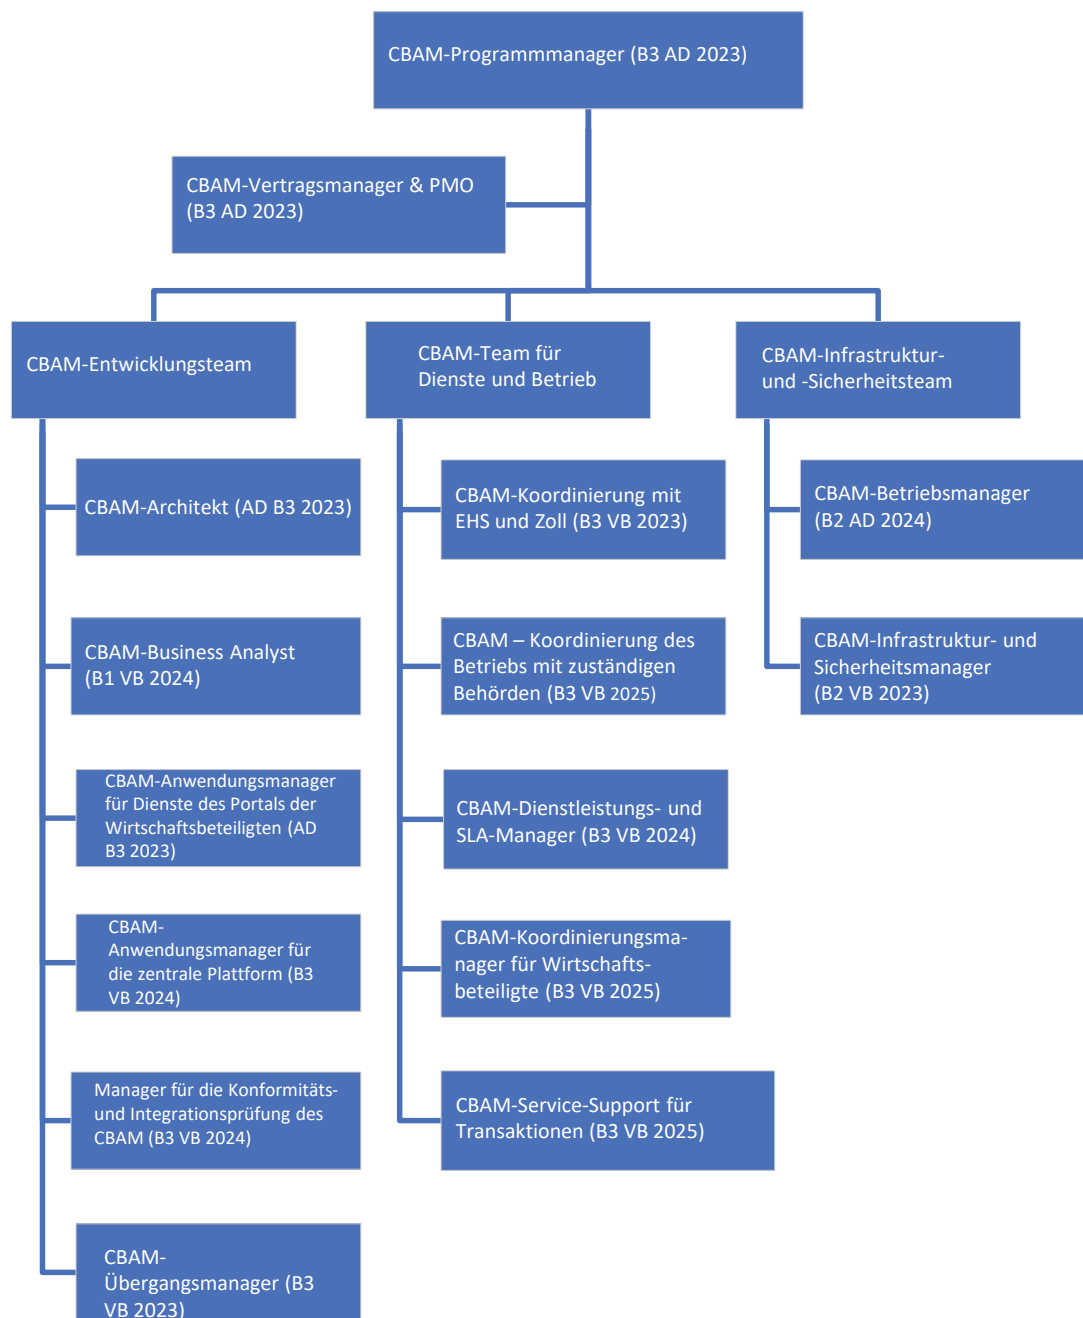 CBAM-Programmmanager (B3 AD 2023)
CBAM-Vertragsmanager & PMO
(B3 AD 2023)
CBAM-Entwicklungsteam
CBAM-Team für
Dienste und Betrieb
CBAM-Infrastruktur-
und -Sicherheitsteam
CBAM-Architekt (AD B3 2023)
CBAM-Business Analyst
(B1 VB 2024)
CBAM-Anwendungsmanager
für Dienste des Portals der
Wirtschaftsbeteiligten (AD
B3 2023)
CBAM-
Anwendungsmanager für
die zentrale Plattform (B3
VB 2024)
Manager für die Konformitäts-
und Integrationsprüfung des
CBAM (B3 VB 2024)
CBAM-
Übergangsmanager (B3
VB 2023)
CBAM-Koordinierung mit
EHS und Zoll (B3 VB 2023)
CBAM – Koordinierung des
Betriebs mit zuständigen
Behörden (B3 VB 2025)
CBAM-Dienstleistungs- und
SLA-Manager (B3 VB 2024)
CBAM-Koordinierungsma-
nager für Wirtschafts-
beteiligte (B3 VB 2025)
CBAM-Service-Support für
Transaktionen (B3 VB 2025)
CBAM-Betriebsmanager
(B2 AD 2024)
CBAM-Infrastruktur- und
Sicherheitsmanager
(B2 VB 2023)